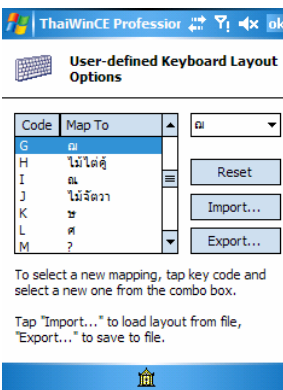 ThaiWinCE Professior ok
User-defined Keyboard Layout
Options
Code Map To
G ฌ
H ไม้ไต่คู้
I ณ
J ไม้จัตวา
K ษ
L ศ
M ?
ฌ
Reset
Import...
Export...
To select a new mapping, tap key code and
select a new one from the combo box.
Tap "Import..." to load layout from file,
"Export..." to save to file.